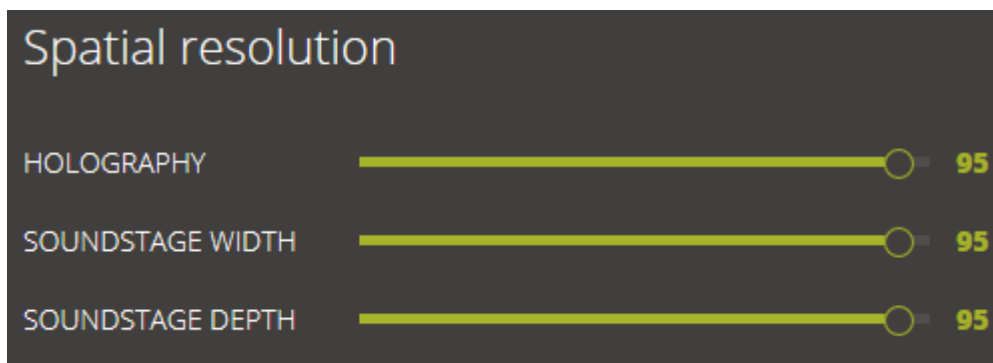 Spatial resolution
HOLOGRAPHY 95
SOUNDSTAGE WIDTH 95
SOUNDSTAGE DEPTH 95